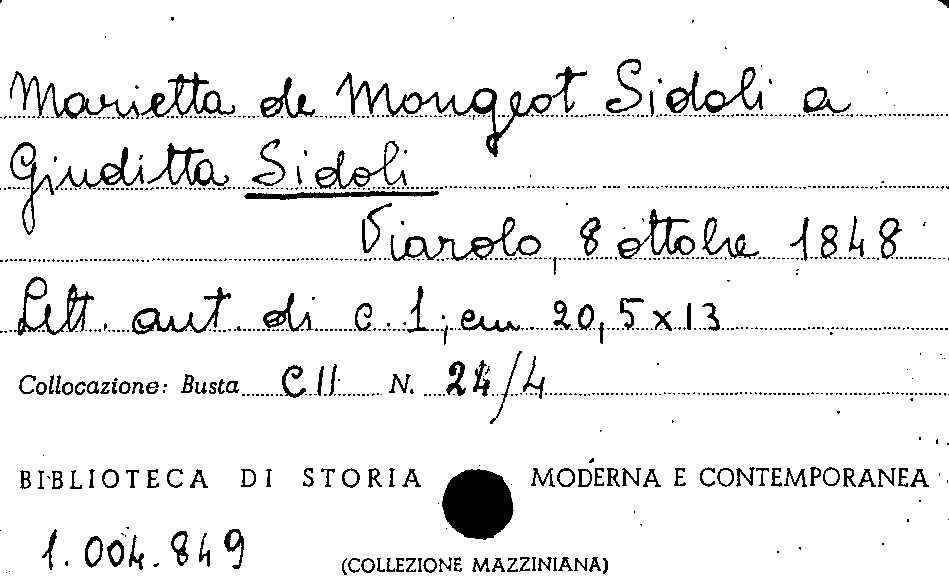 Marietta de Mongeot Sidoli a
Giuditta Sidoli
Viarolo, 8 ottobre 1848
Lett. aut. di c. 1; cm 20,5 x 13
Collocazione: Busta CII N. 24/4
BIBLIOTECA DI STORIA MODERNA E CONTEMPORANEA
1.004.849 (COLLEZIONE MAZZINIANA)